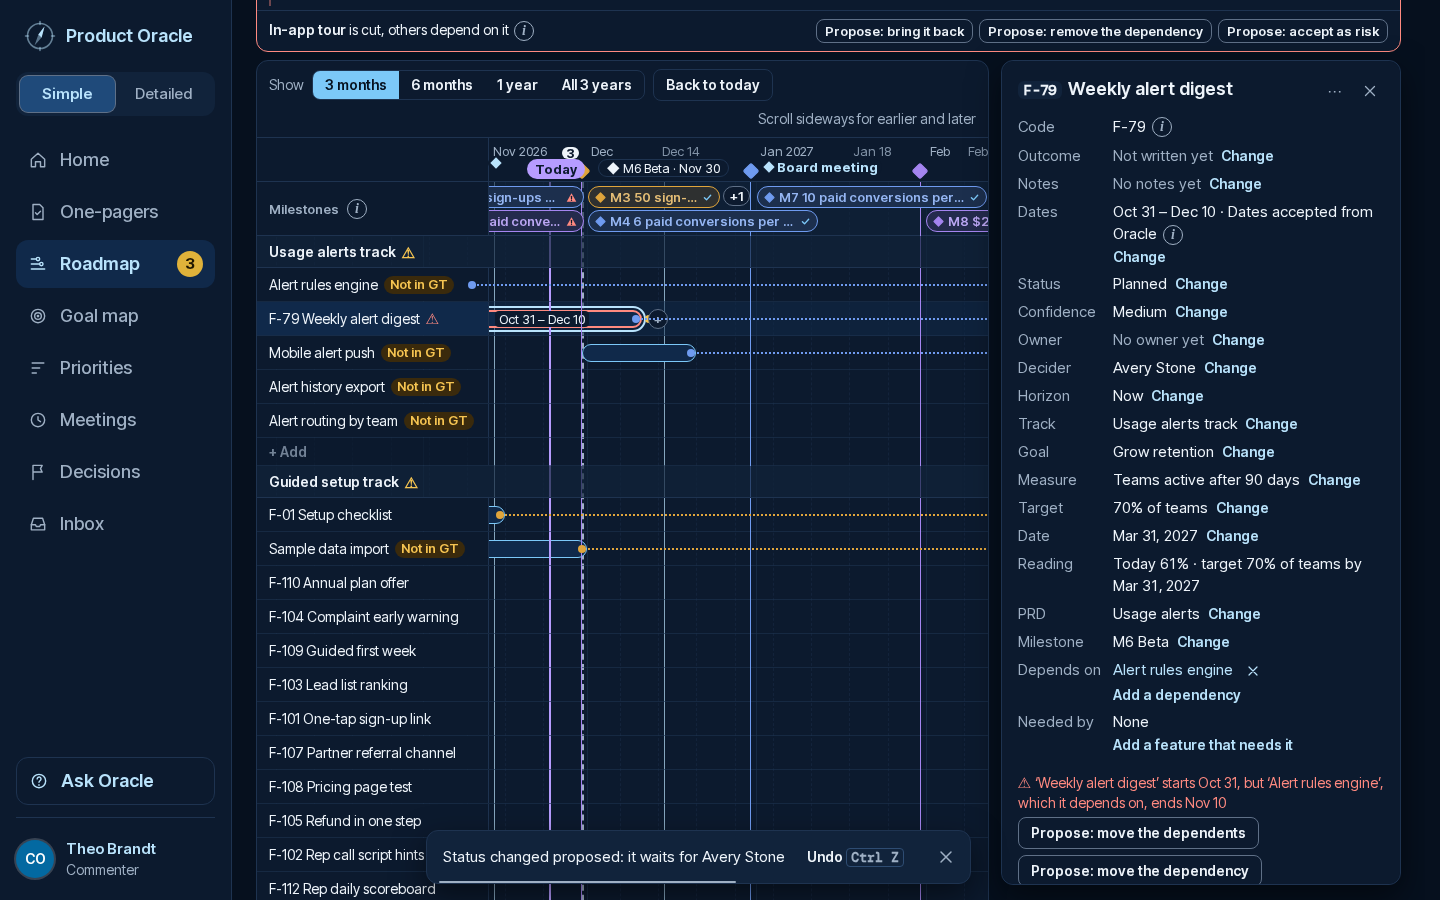 Product Oracle
Simple
Detailed
Home
One-pagers
Roadmap
3
Goal map
Priorities
Meetings
Decisions
Inbox
Ask Oracle
CO
Theo Brandt
Commenter
In-app tour is cut, others depend on it i
Propose: bring it back
Propose: remove the dependency
Propose: accept as risk
Show
3 months
6 months
1 year
All 3 years
Back to today
Scroll sideways for earlier and later
Nov 2026
3
Dec
Dec 14
Jan 2027
Jan 18
Feb
Feb
Today
M6 Beta · Nov 30
Board meeting
Milestones i
sign-ups ...
M3 50 sign-...
+1
M7 10 paid conversions per...
paid conve...
M4 6 paid conversions per ...
M8 $2
Usage alerts track
Alert rules engine Not in GT
F-79 Weekly alert digest
Oct 31 – Dec 10
Mobile alert push Not in GT
Alert history export Not in GT
Alert routing by team Not in GT
+ Add
Guided setup track
F-01 Setup checklist
Sample data import Not in GT
F-110 Annual plan offer
F-104 Complaint early warning
F-109 Guided first week
F-103 Lead list ranking
F-101 One-tap sign-up link
F-107 Partner referral channel
F-108 Pricing page test
F-105 Refund in one step
F-102 Rep call script hints
F-112 Rep daily scoreboard
Status changed proposed: it waits for Avery Stone
Undo Ctrl Z
F-79 Weekly alert digest
Code F-79 i
Outcome Not written yet Change
Notes No notes yet Change
Dates Oct 31 – Dec 10 · Dates accepted from
Oracle i
Change
Status Planned Change
Confidence Medium Change
Owner No owner yet Change
Decider Avery Stone Change
Horizon Now Change
Track Usage alerts track Change
Goal Grow retention Change
Measure Teams active after 90 days Change
Target 70% of teams Change
Date Mar 31, 2027 Change
Reading Today 61% · target 70% of teams by
Mar 31, 2027
PRD Usage alerts Change
Milestone M6 Beta Change
Depends on Alert rules engine
Add a dependency
Needed by None
Add a feature that needs it
‘Weekly alert digest’ starts Oct 31, but ‘Alert rules engine’,
which it depends on, ends Nov 10
Propose: move the dependents
Propose: move the dependency